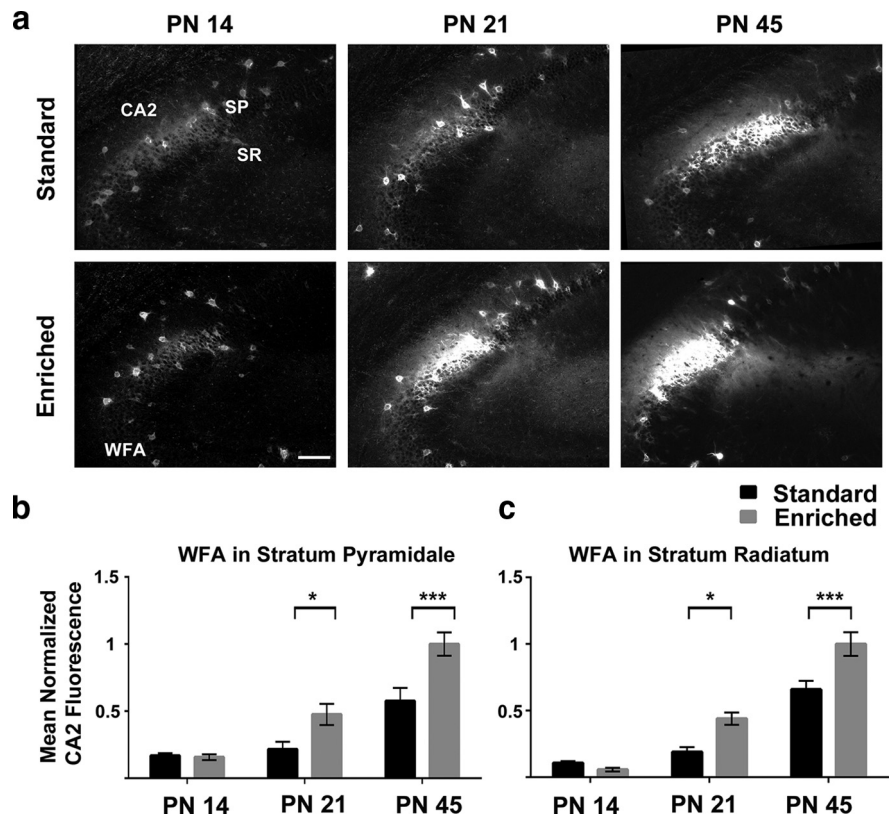 a
PN 14
PN 21
PN 45
Standard
CA2
SP
SR
Enriched
WFA
Standard
Enriched
b
c
WFA in Stratum Pyramidale
WFA in Stratum Radiatum
Mean Normalized
CA2 Fluorescence
1.5
1
0.5
*
***
PN 14
PN 21
PN 45
1.5
1
0.5
*
***
PN 14
PN 21
PN 45